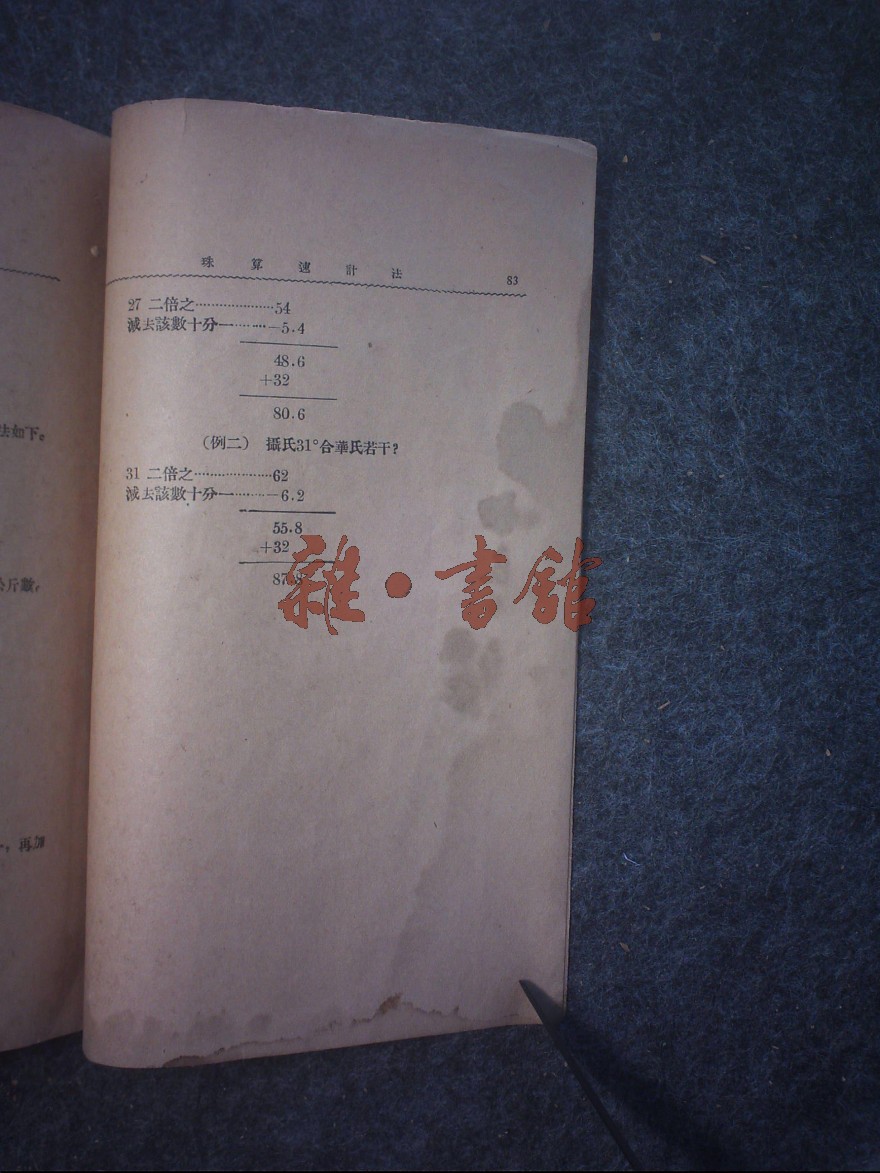 法如下。
公斤數，
，再加
珠算速計法 83
27 二倍之…………………54
減去該數十分一………—5.4
48.6
+32
80.6
（例二） 攝氏31°合華氏若干？
31 二倍之…………………62
減去該數十分一………—6.2
55.8
+32
87.8
雜·書館